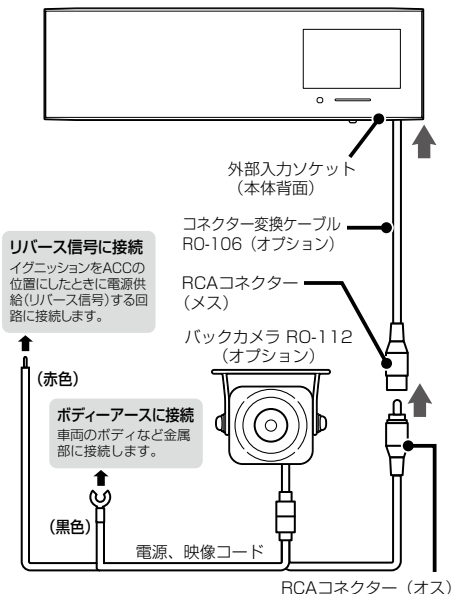 外部入力ソケット
（本体背面）
コネクター変換ケーブル
RO-106（オプション）
リバース信号に接続
イグニッションをACCの
位置にしたときに電源供
給(リバース信号)する回
路に接続します。
RCAコネクター
（メス）
バックカメラ RO-112
（オプション）
(赤色)
ボディーアースに接続
車両のボディなど金属
部に接続します。
(黒色)
電源、映像コード
RCAコネクター（オス）